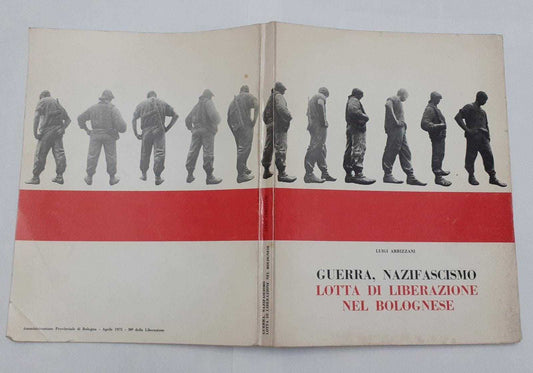 LUIGI ARBIZZANI
GUERRA, NAZIFASCISMO
LOTTA DI LIBERAZIONE
NEL BOLOGNESE
GUERRA, NAZIFASCISMO
LOTTA DI LIBERAZIONE NEL BOLOGNESE
Amministrazione Provinciale di Bologna - Aprile 1975 - 30° della Liberazione